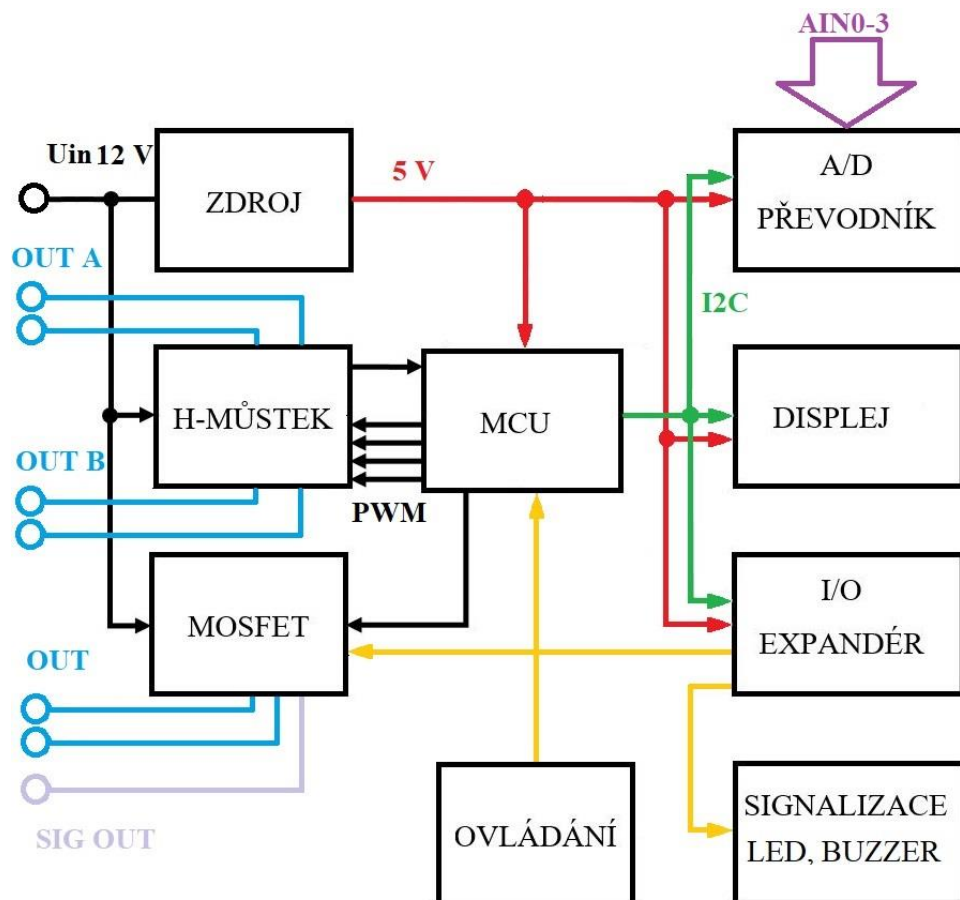 AIN0-3
Uin 12 V
ZDROJ
5 V
A/D
PŘEVODNÍK
OUT A
I2C
H-MŮSTEK
MCU
DISPLEJ
OUT B
PWM
MOSFET
I/O
EXPANDÉR
OUT
SIG OUT
OVLÁDÁNÍ
SIGNALIZACE
LED, BUZZER